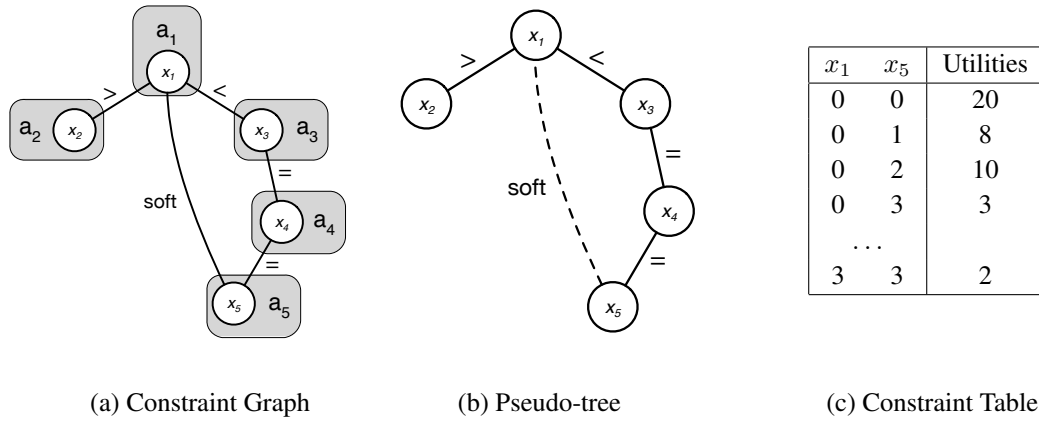 a1
x1
>
<
a2
x2
x3
a3
=
soft
x4
a4
=
x5
a5
(a) Constraint Graph
x1
>
<
x2
x3
=
soft
x4
=
x5
(b) Pseudo-tree
x1 x5 Utilities
0 0 20
0 1 8
0 2 10
0 3 3
...
3 3 2
(c) Constraint Table